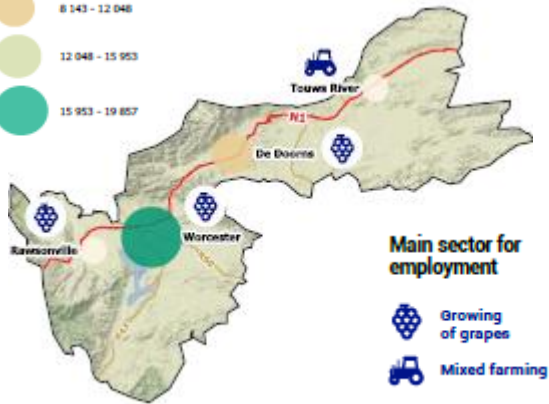 8 143 - 12 048
12 048 - 15 953
15 953 - 19 857
Touws River
N1
De Doorns
Worcester
Rawsonville
Main sector for
employment
Growing
of grapes
Mixed farming